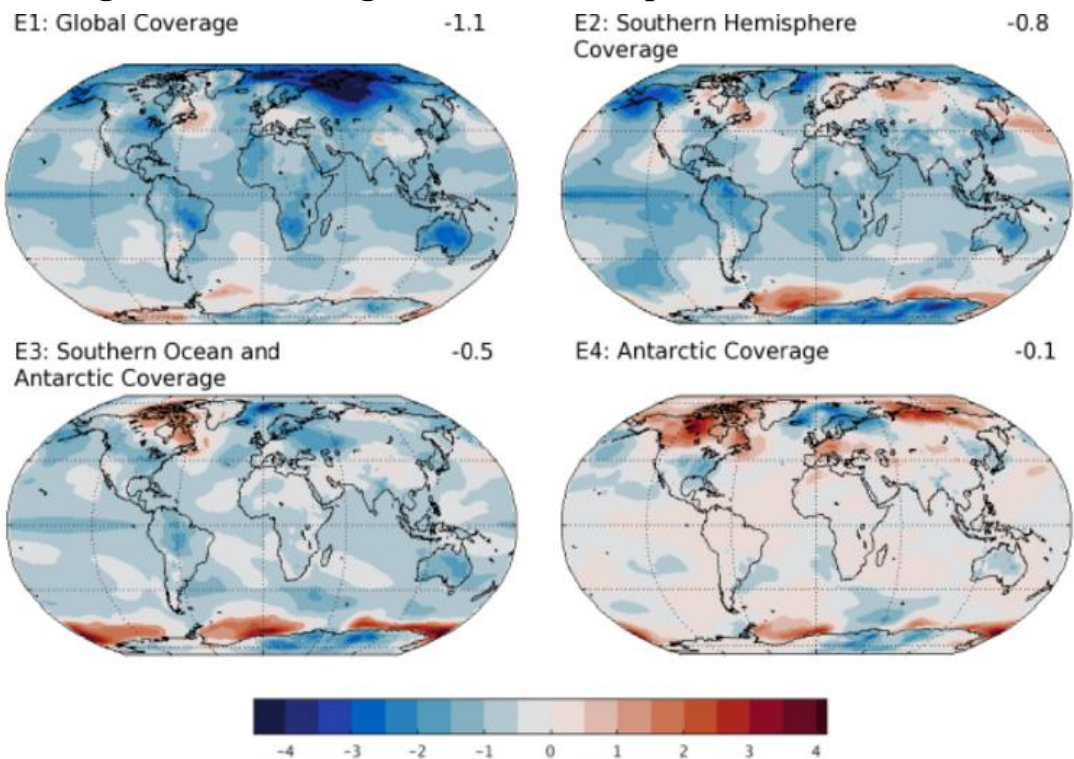 E1: Global Coverage -1.1
E2: Southern Hemisphere Coverage -0.8
E3: Southern Ocean and Antarctic Coverage -0.5
E4: Antarctic Coverage -0.1
-4 -3 -2 -1 0 1 2 3 4